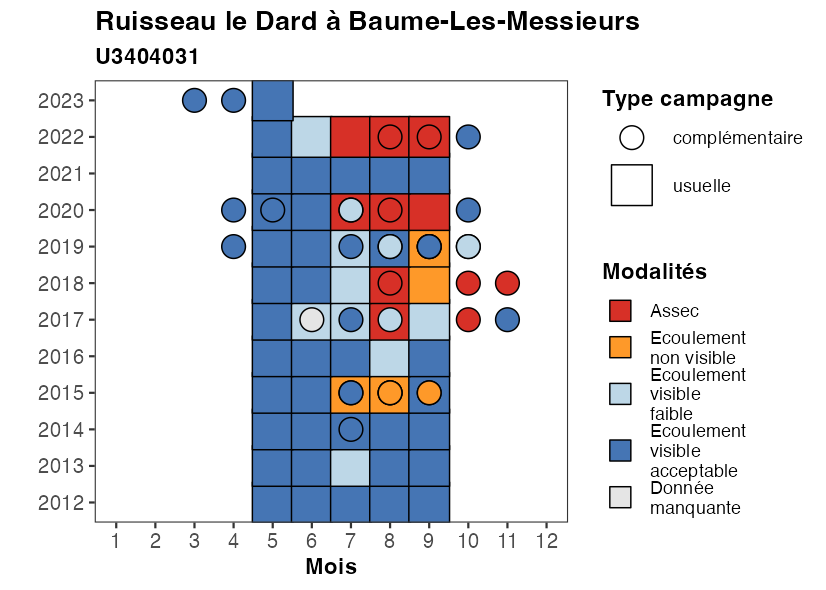 Ruisseau le Dard à Baume-Les-Messieurs
U3404031
2023
2022
2021
2020
2019
2018
2017
2016
2015
2014
2013
2012
1 2 3 4 5 6 7 8 9 10 11 12
Mois
Type campagne
complémentaire
usuelle
Modalités
Assec
Ecoulement
non visible
Ecoulement
visible
faible
Ecoulement
visible
acceptable
Donnée
manquante